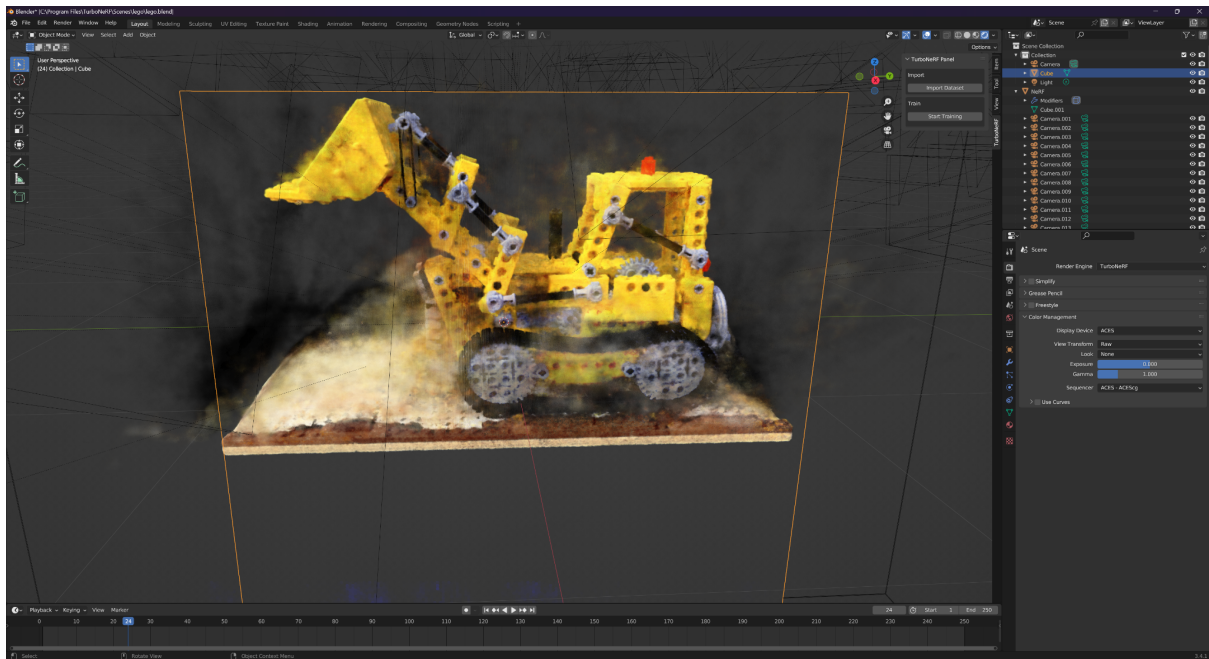 Blender* [C:\Program Files\TurboNeRF\Scenes\lego\lego.blend]
File Edit Render Window Help Layout Modeling Sculpting UV Editing Texture Paint Shading Animation Rendering Compositing Geometry Nodes Scripting + Scene ViewLayer
Object Mode View Select Add Object Global
Options
User Perspective
(24) Collection | Cube
TurboNeRF Panel
Import
Import Dataset
Train
Start Training
Item
Tool
View
TurboNeRF
Scene Collection
Collection
Camera
Cube
Light
NeRF
Modifiers
Cube.001
Camera.001
Camera.002
Camera.003
Camera.004
Camera.005
Camera.006
Camera.007
Camera.008
Camera.009
Camera.010
Camera.011
Camera.012
Camera.013
Scene
Render Engine TurboNeRF
Simplify
Grease Pencil
Freestyle
Color Management
Display Device ACES
View Transform Raw
Look None
Exposure 0.000
Gamma 1.000
Sequencer ACES - ACEScg
Use Curves
Playback Keying View Marker 24 Start 1 End 250
0 10 20 24 30 40 50 60 70 80 90 100 110 120 130 140 150 160 170 180 190 200 210 220 230 240 250
Select Rotate View Object Context Menu 3.4.1